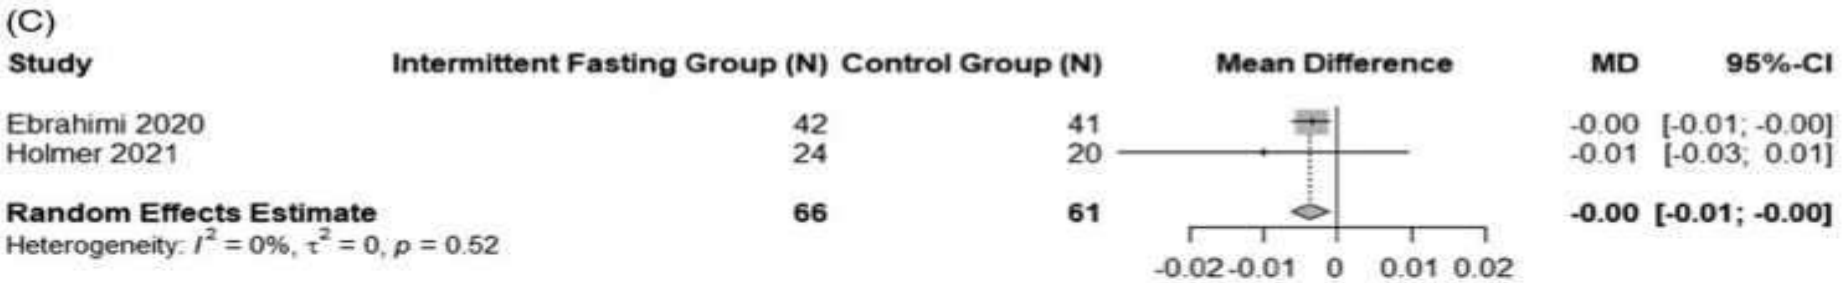 (C)
Study Intermittent Fasting Group (N) Control Group (N) Mean Difference MD 95%-CI
Ebrahimi 2020 42 41 -0.00 [-0.01; -0.00]
Holmer 2021 24 20 -0.01 [-0.03; 0.01]
Random Effects Estimate 66 61 -0.00 [-0.01; -0.00]
Heterogeneity: I² = 0%, τ² = 0, p = 0.52
-0.02 -0.01 0 0.01 0.02